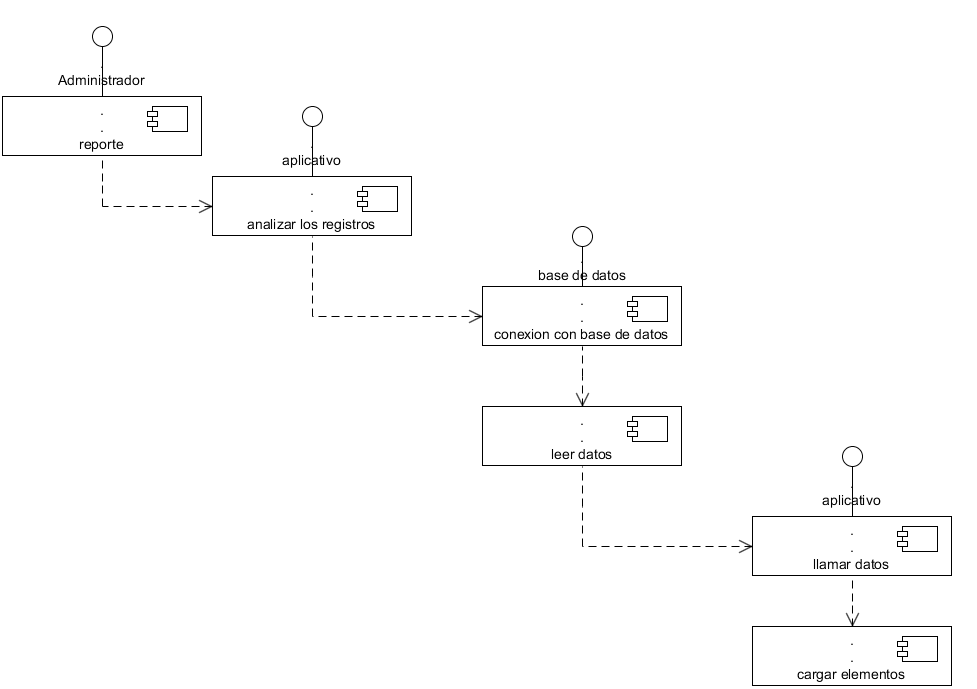 Administrador
reporte
aplicativo
analizar los registros
base de datos
conexion con base de datos
leer datos
aplicativo
llamar datos
cargar elementos